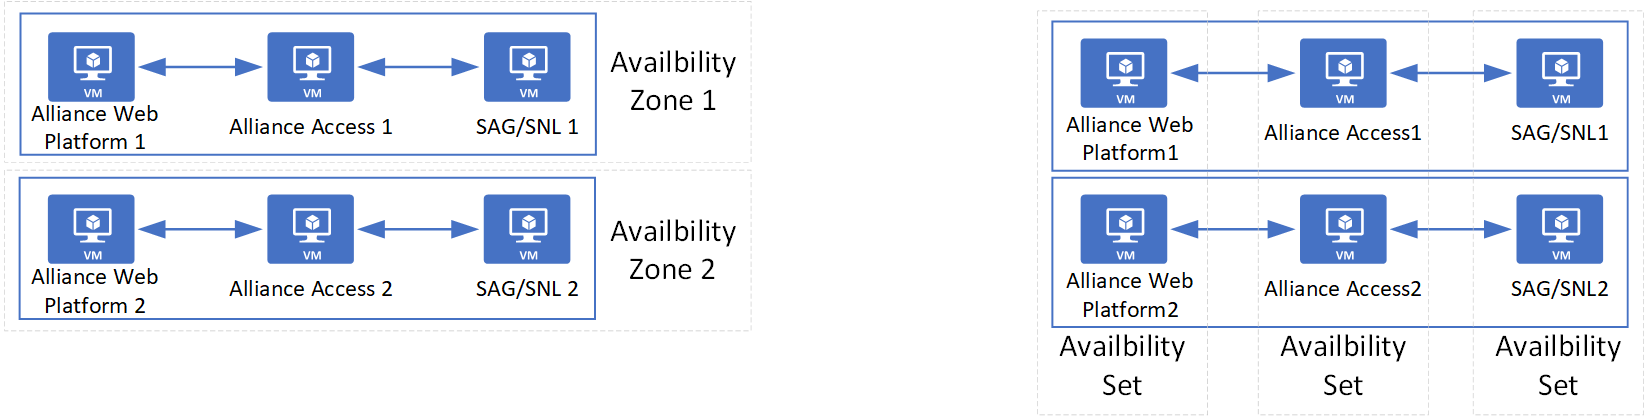 VM
VM
VM
Alliance Web
Platform 1
Alliance Access 1
SAG/SNL 1
Availbility
Zone 1
VM
VM
VM
Alliance Web
Platform 2
Alliance Access 2
SAG/SNL 2
Availbility
Zone 2
VM
VM
VM
Alliance Web
Platform1
Alliance Access1
SAG/SNL1
VM
VM
VM
Alliance Web
Platform2
Alliance Access2
SAG/SNL2
Availbility
Set
Availbility
Set
Availbility
Set